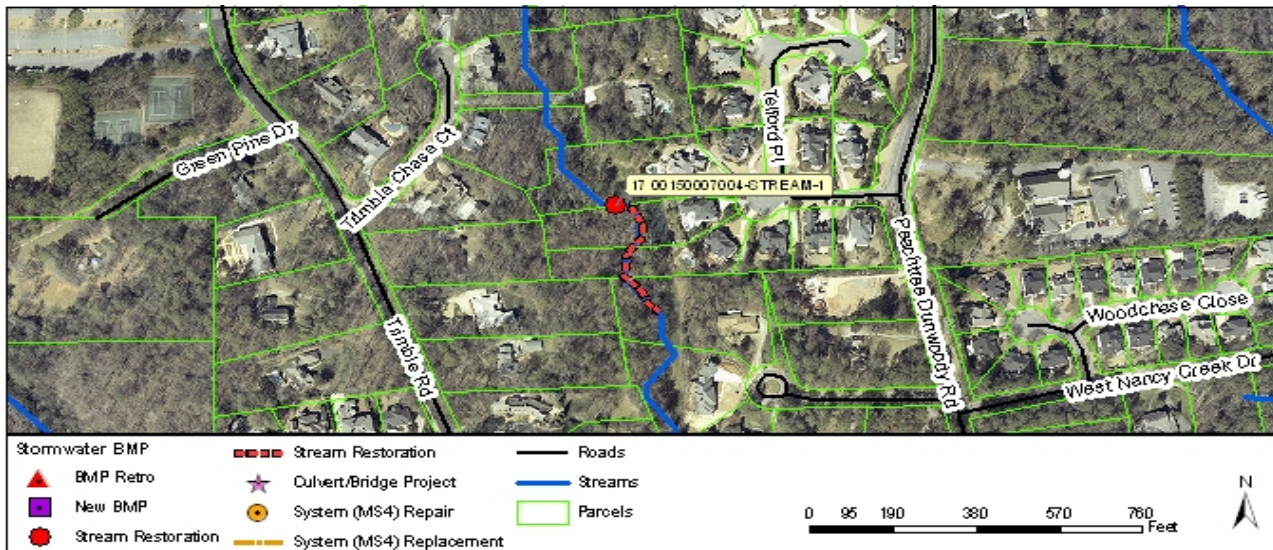 Green Pine Dr
Trimble Chase Ct
Telford Pl
17 00150007004-STREAM-1
Peachtree Dunwoody Rd
Trimble Rd
Woodchase Close
West Nancy Creek Dr
Stormwater BMP
BMP Retro
New BMP
Stream Restoration
Stream Restoration
Culvert/Bridge Project
System (MS4) Repair
System (MS4) Replacement
Roads
Streams
Parcels
0 95 190 380 570 760
Feet
N